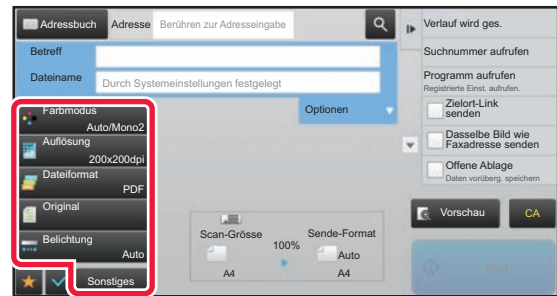 Adressbuch
Adresse
Berühren zur Adresseingabe
Betreff
Dateiname
Durch Systemeinstellungen festgelegt
Optionen
Farbmodus
Auto/Mono2
Auflösung
200x200dpi
Dateiformat
PDF
Original
Belichtung
Auto
Sonstiges
Scan-Grösse
A4
100%
Sende-Format
Auto
A4
Verlauf wird ges.
Suchnummer aufrufen
Programm aufrufen
Registrierte Einst. aufrufen.
Zielort-Link
senden
Dasselbe Bild wie
Faxadresse senden
Offene Ablage
Daten vorüberg. speichern
Vorschau
CA
Start